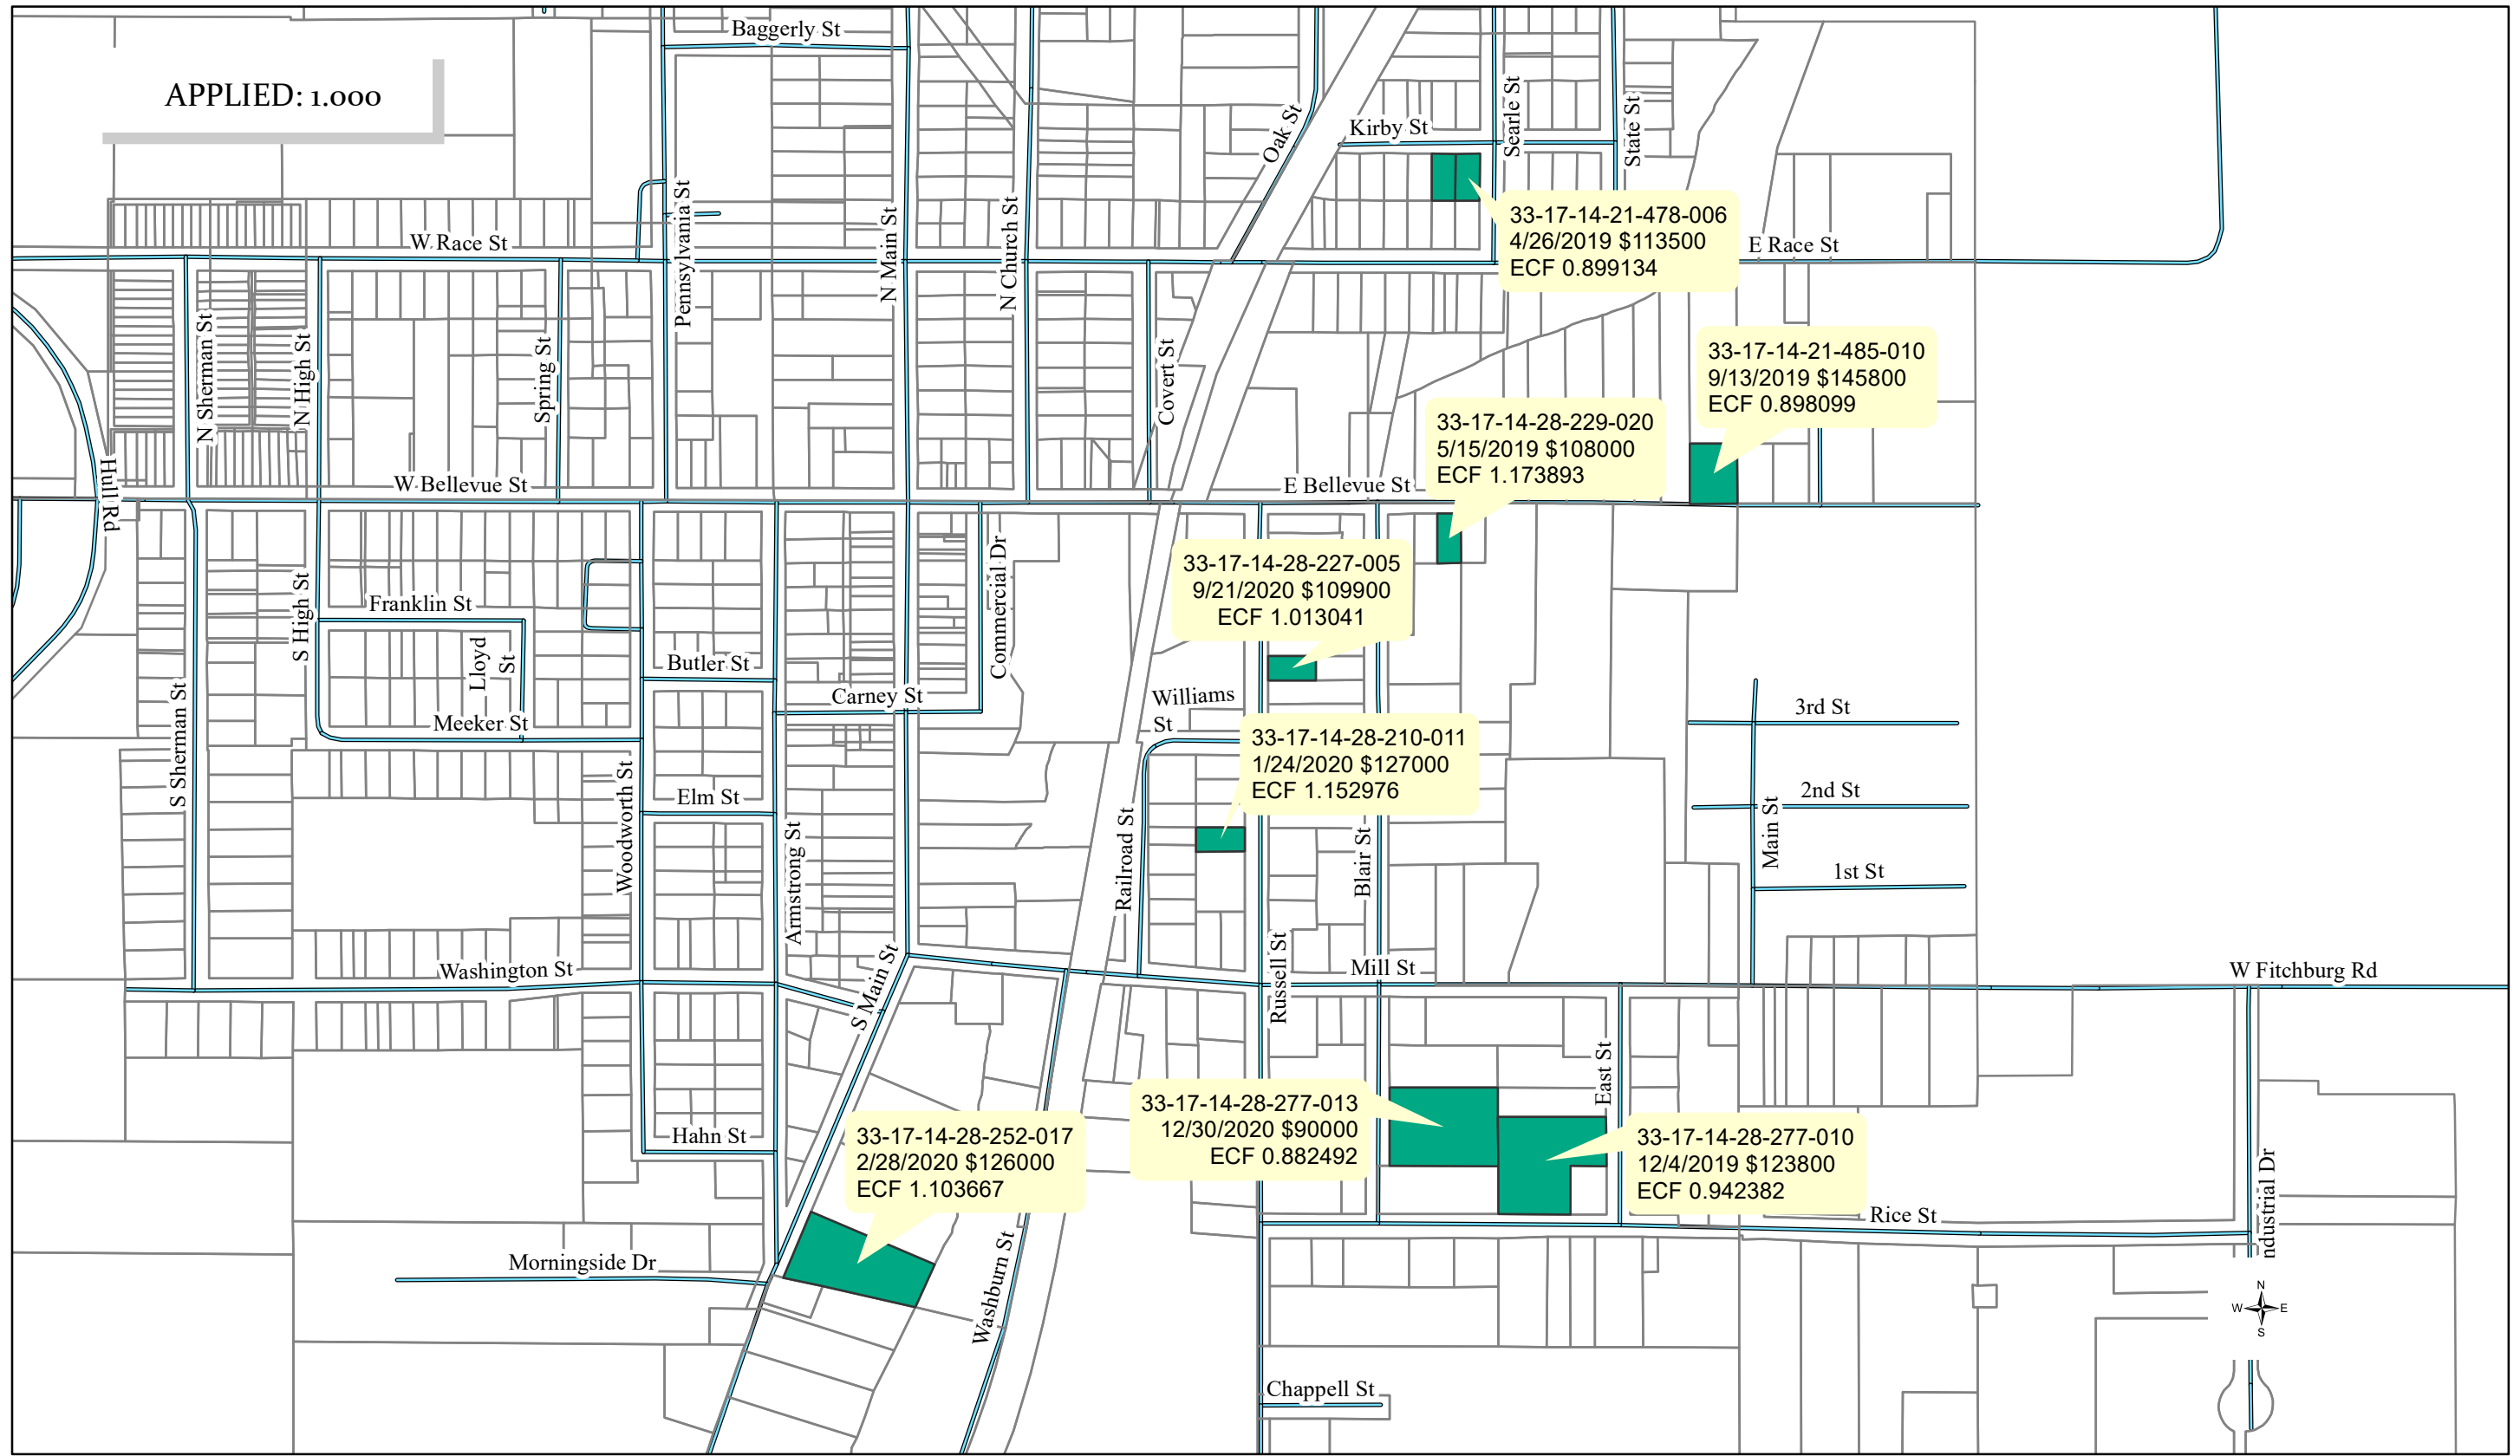 Baggerly St
APPLIED: 1.000
Oak St
Kirby St
Searle St
State St
Pennsylvania St
N Main St
N Church St
W Race St
E Race St
33-17-14-21-478-006
4/26/2019 $113500
ECF 0.899134
N Sherman St
N High St
Spring St
Covert St
33-17-14-21-485-010
9/13/2019 $145800
ECF 0.898099
33-17-14-28-229-020
5/15/2019 $108000
ECF 1.173893
Hull Rd
W Bellevue St
E Bellevue St
33-17-14-28-227-005
9/21/2020 $109900
ECF 1.013041
S High St
Franklin St
Lloyd
St
Commercial Dr
Butler St
Carney St
Williams
St
Meeker St
S Sherman St
3rd St
33-17-14-28-210-011
1/24/2020 $127000
ECF 1.152976
Woodworth St
Elm St
Armstrong St
Railroad St
Blair St
Main St
2nd St
1st St
Washington St
S Main St
Russell St
Mill St
W Fitchburg Rd
East St
Hahn St
33-17-14-28-252-017
2/28/2020 $126000
ECF 1.103667
33-17-14-28-277-013
12/30/2020 $90000
ECF 0.882492
33-17-14-28-277-010
12/4/2019 $123800
ECF 0.942382
Rice St
ndustrial Dr
Morningside Dr
Washburn St
N
W E
S
Chappell St